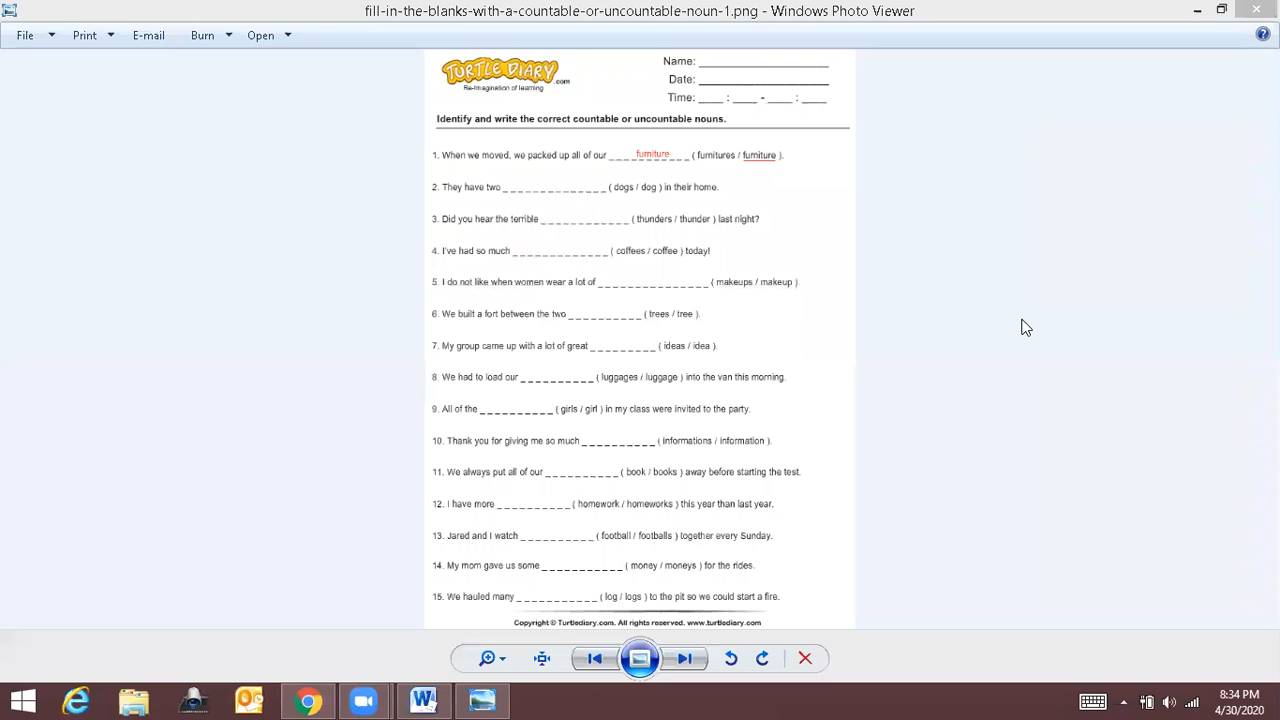 fill-in-the-blanks-with-a-countable-or-uncountable-noun-1.png - Windows Photo Viewer
File Print E-mail Burn Open
TURTLE DIARY.com
Re-Imagination of learning
Name: ____________
Date: ____________
Time: ____ : ____ - ____ : ____
Identify and write the correct countable or uncountable nouns.
1. When we moved, we packed up all of our _ _ _ furniture _ _ ( furnitures / furniture ).
2. They have two _ _ _ _ _ _ _ _ _ _ _ _ _ _ ( dogs / dog ) in their home.
3. Did you hear the terrible _ _ _ _ _ _ _ _ _ _ _ _ ( thunders / thunder ) last night?
4. I've had so much _ _ _ _ _ _ _ _ _ _ _ _ _ ( coffees / coffee ) today!
5. I do not like when women wear a lot of _ _ _ _ _ _ _ _ _ _ _ _ _ _ _ ( makeups / makeup )
6. We built a fort between the two _ _ _ _ _ _ _ _ _ _ ( trees / tree ).
7. My group came up with a lot of great _ _ _ _ _ _ _ _ _ ( ideas / idea ).
8 We had to load our _ _ _ _ _ _ _ _ _ _ ( luggages / luggage ) into the van this morning.
9. All of the _ _ _ _ _ _ _ _ _ _ ( girls / girl ) in my class were invited to the party.
10. Thank you for giving me so much _ _ _ _ _ _ _ _ _ _ ( informations / information ).
11. We always put all of our _ _ _ _ _ _ _ _ _ _ ( book / books ) away before starting the test.
12. I have more _ _ _ _ _ _ _ _ _ _ ( homework / homeworks ) this year than last year.
13. Jared and I watch _ _ _ _ _ _ _ _ _ _ ( football / footballs ) together every Sunday.
14. My mom gave us some _ _ _ _ _ _ _ _ _ _ _ ( money / moneys ) for the rides.
15. We hauled many _ _ _ _ _ _ _ _ _ _ _ ( log / logs ) to the pit so we could start a fire.
Copyright © Turtlediary.com. All rights reserved. www.turtlediary.com
8:34 PM
4/30/2020